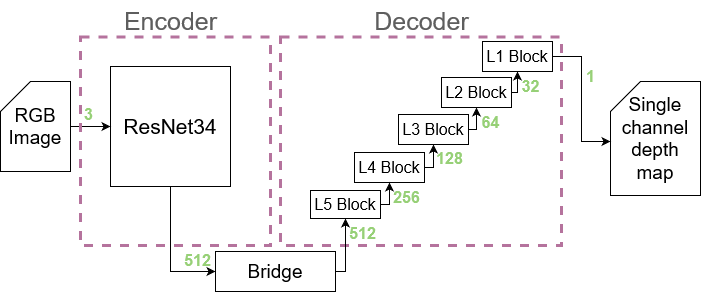 Encoder
Decoder
RGB
Image
3
ResNet34
512
Bridge
512
L5 Block
256
L4 Block
128
L3 Block
64
L2 Block
32
L1 Block
1
Single
channel
depth
map